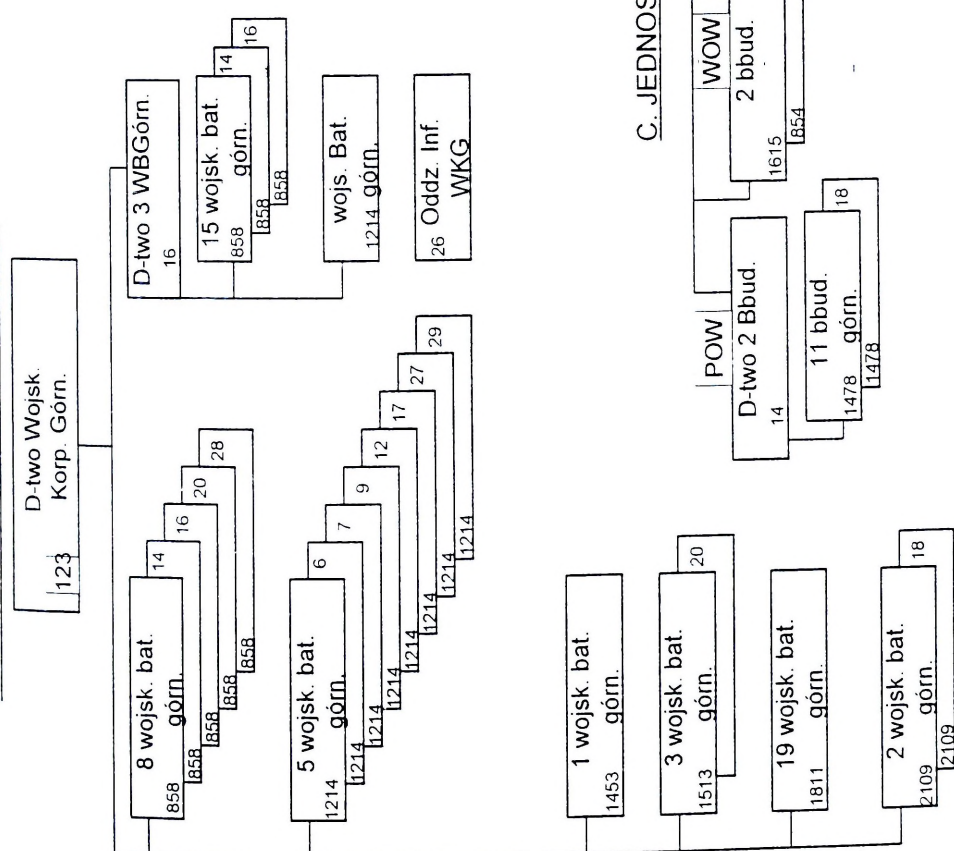 D-two Wojsk.
Korp. Górn.
123
8 wojsk. bat.
górn.
858
14
858
16
858
20
858
28
858
5 wojsk. bat.
górn.
1214
6
1214
7
1214
9
1214
12
1214
17
1214
27
1214
29
1214
D-two 3 WBGórn.
16
15 wojsk. bat.
górn.
858
14
858
16
858
wojs. Bat.
1214 górn.
26 Oddz. Inf.
WKG
1 wojsk. bat.
górn.
1453
3 wojsk. bat.
górn.
1513
20
19 wojsk. bat.
górn.
1811
2 wojsk. bat.
górn.
2109
18
2109
C. JEDNOS
POW
D-two 2 Bbud.
14
11 bbud.
górn.
1478
18
1478
WOW
2 bbud.
1615
854